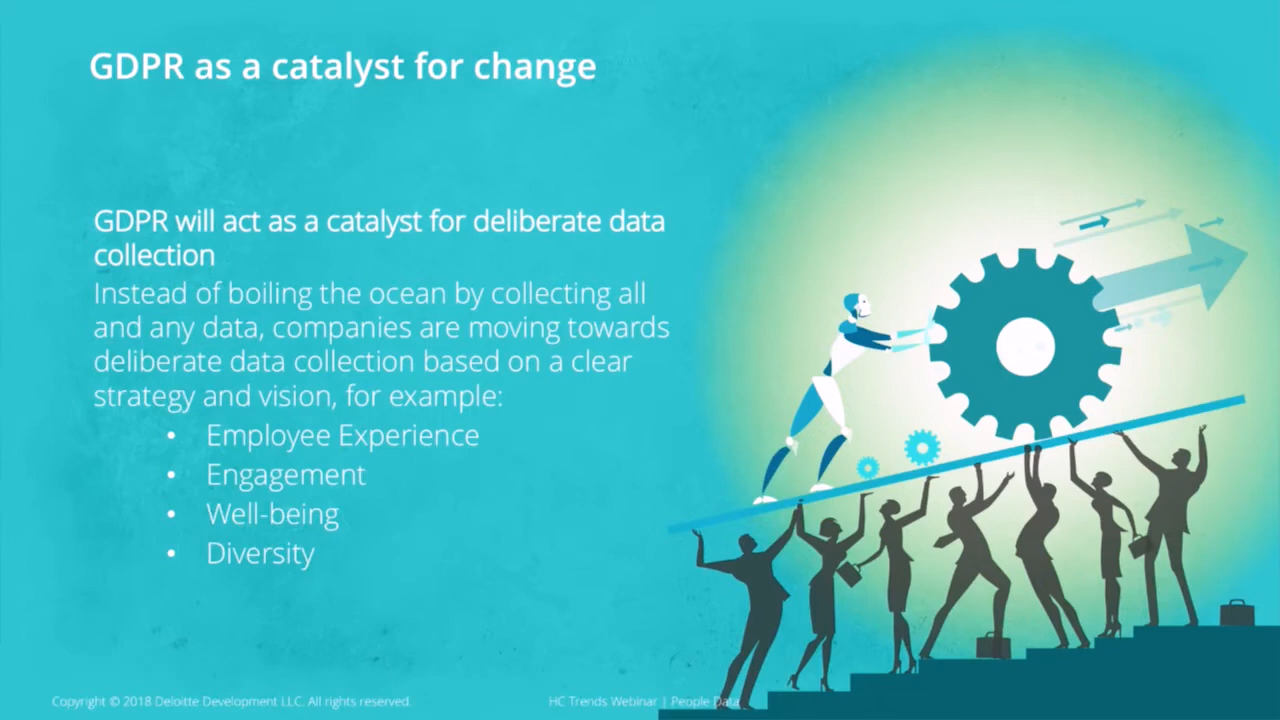 GDPR as a catalyst for change
GDPR will act as a catalyst for deliberate data
collection
Instead of boiling the ocean by collecting all
and any data, companies are moving towards
deliberate data collection based on a clear
strategy and vision, for example:
• Employee Experience
• Engagement
• Well-being
• Diversity
Copyright © 2018 Deloitte Development LLC. All rights reserved.
HC Trends Webinar | People Data